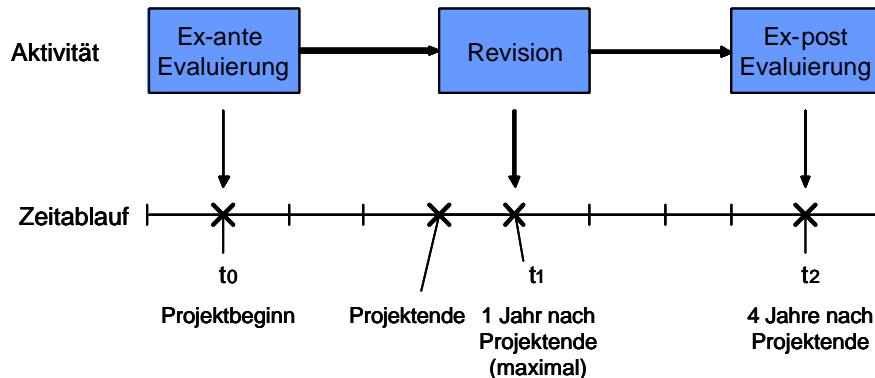 Aktivität
Ex-ante
Evaluierung
Revision
Ex-post
Evaluierung
Zeitablauf
t0
t1
t2
Projektbeginn
Projektende
1 Jahr nach
Projektende
(maximal)
4 Jahre nach
Projektende